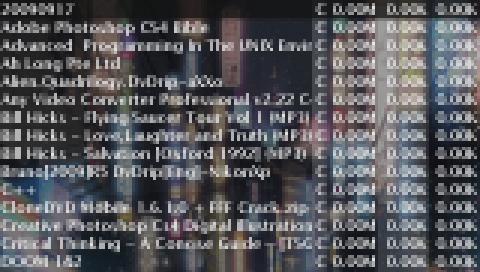 20090917 C 0.00M 0.00K 0.00K
Adobe Photoshop CS4 Bible C 0.00M 0.00K 0.00K
Advanced Programming In The UNIX Envir C 0.00M 0.00K 0.00K
Ah Long Pte Ltd C 0.00M 0.00K 0.00K
Alien.Quadrilogy.DvDrip-aXXo C 0.00M 0.00K 0.00K
Any Video Converter Professional v2.22 C- C 0.00M 0.00K 0.00K
Bill Hicks - Flying Saucer Tour Vol 1 (MP3) C 0.00M 0.00K 0.00K
Bill Hicks - Love,Laughter and Truth (MP3) C 0.00M 0.00K 0.00K
Bill Hicks - Salvation [Oxford 1992] (MP3) C 0.00M 0.00K 0.00K
Bruno[2009]R5 DvDrip[Eng]-NikonXp C 0.00M 0.00K 0.00K
C++ C 0.00M 0.00K 0.00K
CloneDVD Mobile 1.6. + FFF Crack.zip C 0.00M 0.00K 0.00K
Creative Photoshop Cs4 Digital Illustration C 0.00M 0.00K 0.00K
Critical Thinking - A Concise Guide - [TSG C 0.00M 0.00K 0.00K
DOOM 1&2 C 0.00M 0.00K 0.00K